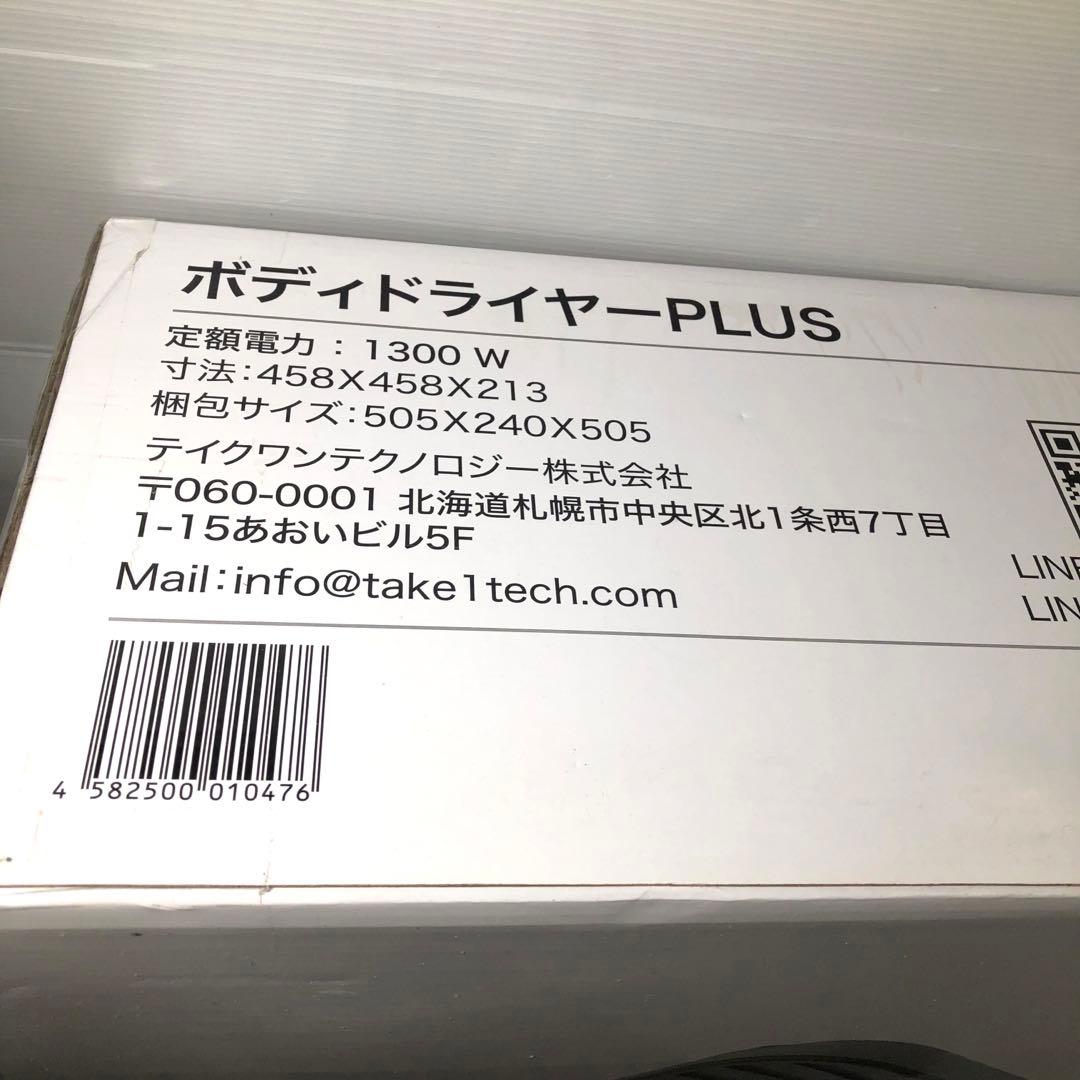 ボディドライヤーPLUS
定額電力 : 1300 W
寸法:458X458X213
梱包サイズ:505X240X505
テイクワンテクノロジー株式会社
〒060-0001 北海道札幌市中央区北1条西7丁目
1-15あおいビル5F
Mail:info@take1tech.com
LINE
LIN
4 582500 010476